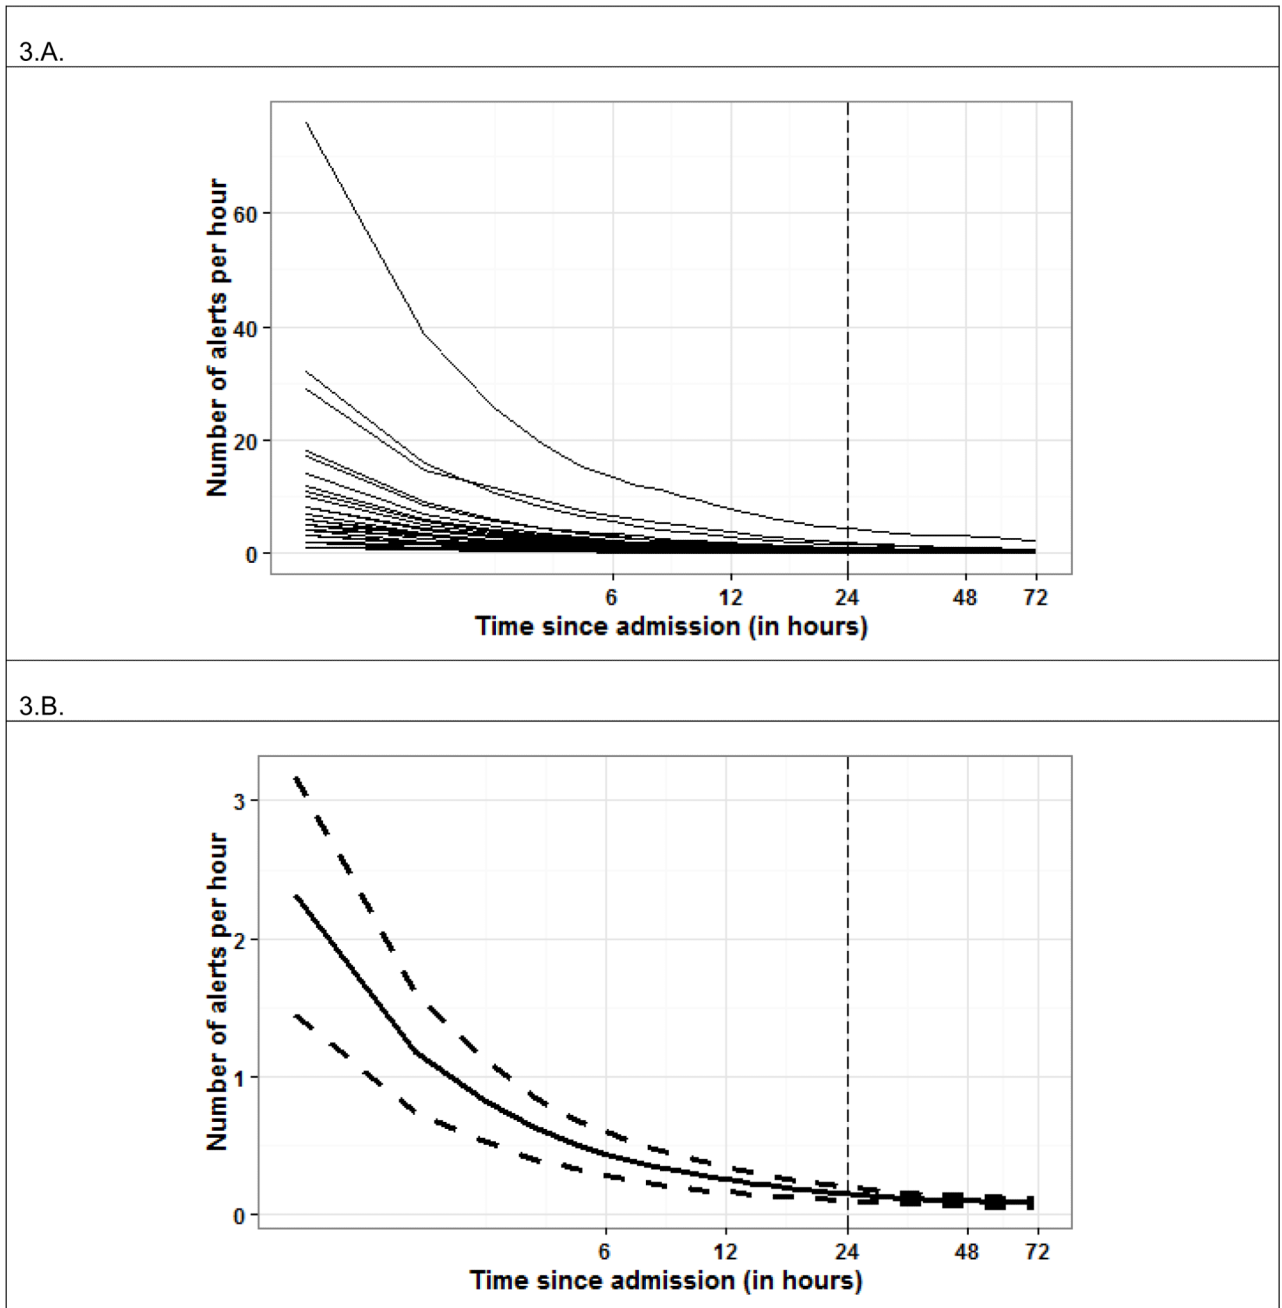 3.A.
Number of alerts per hour
60
40
20
0
6 12 24 48 72
Time since admission (in hours)
3.B.
Number of alerts per hour
3
2
1
0
6 12 24 48 72
Time since admission (in hours)